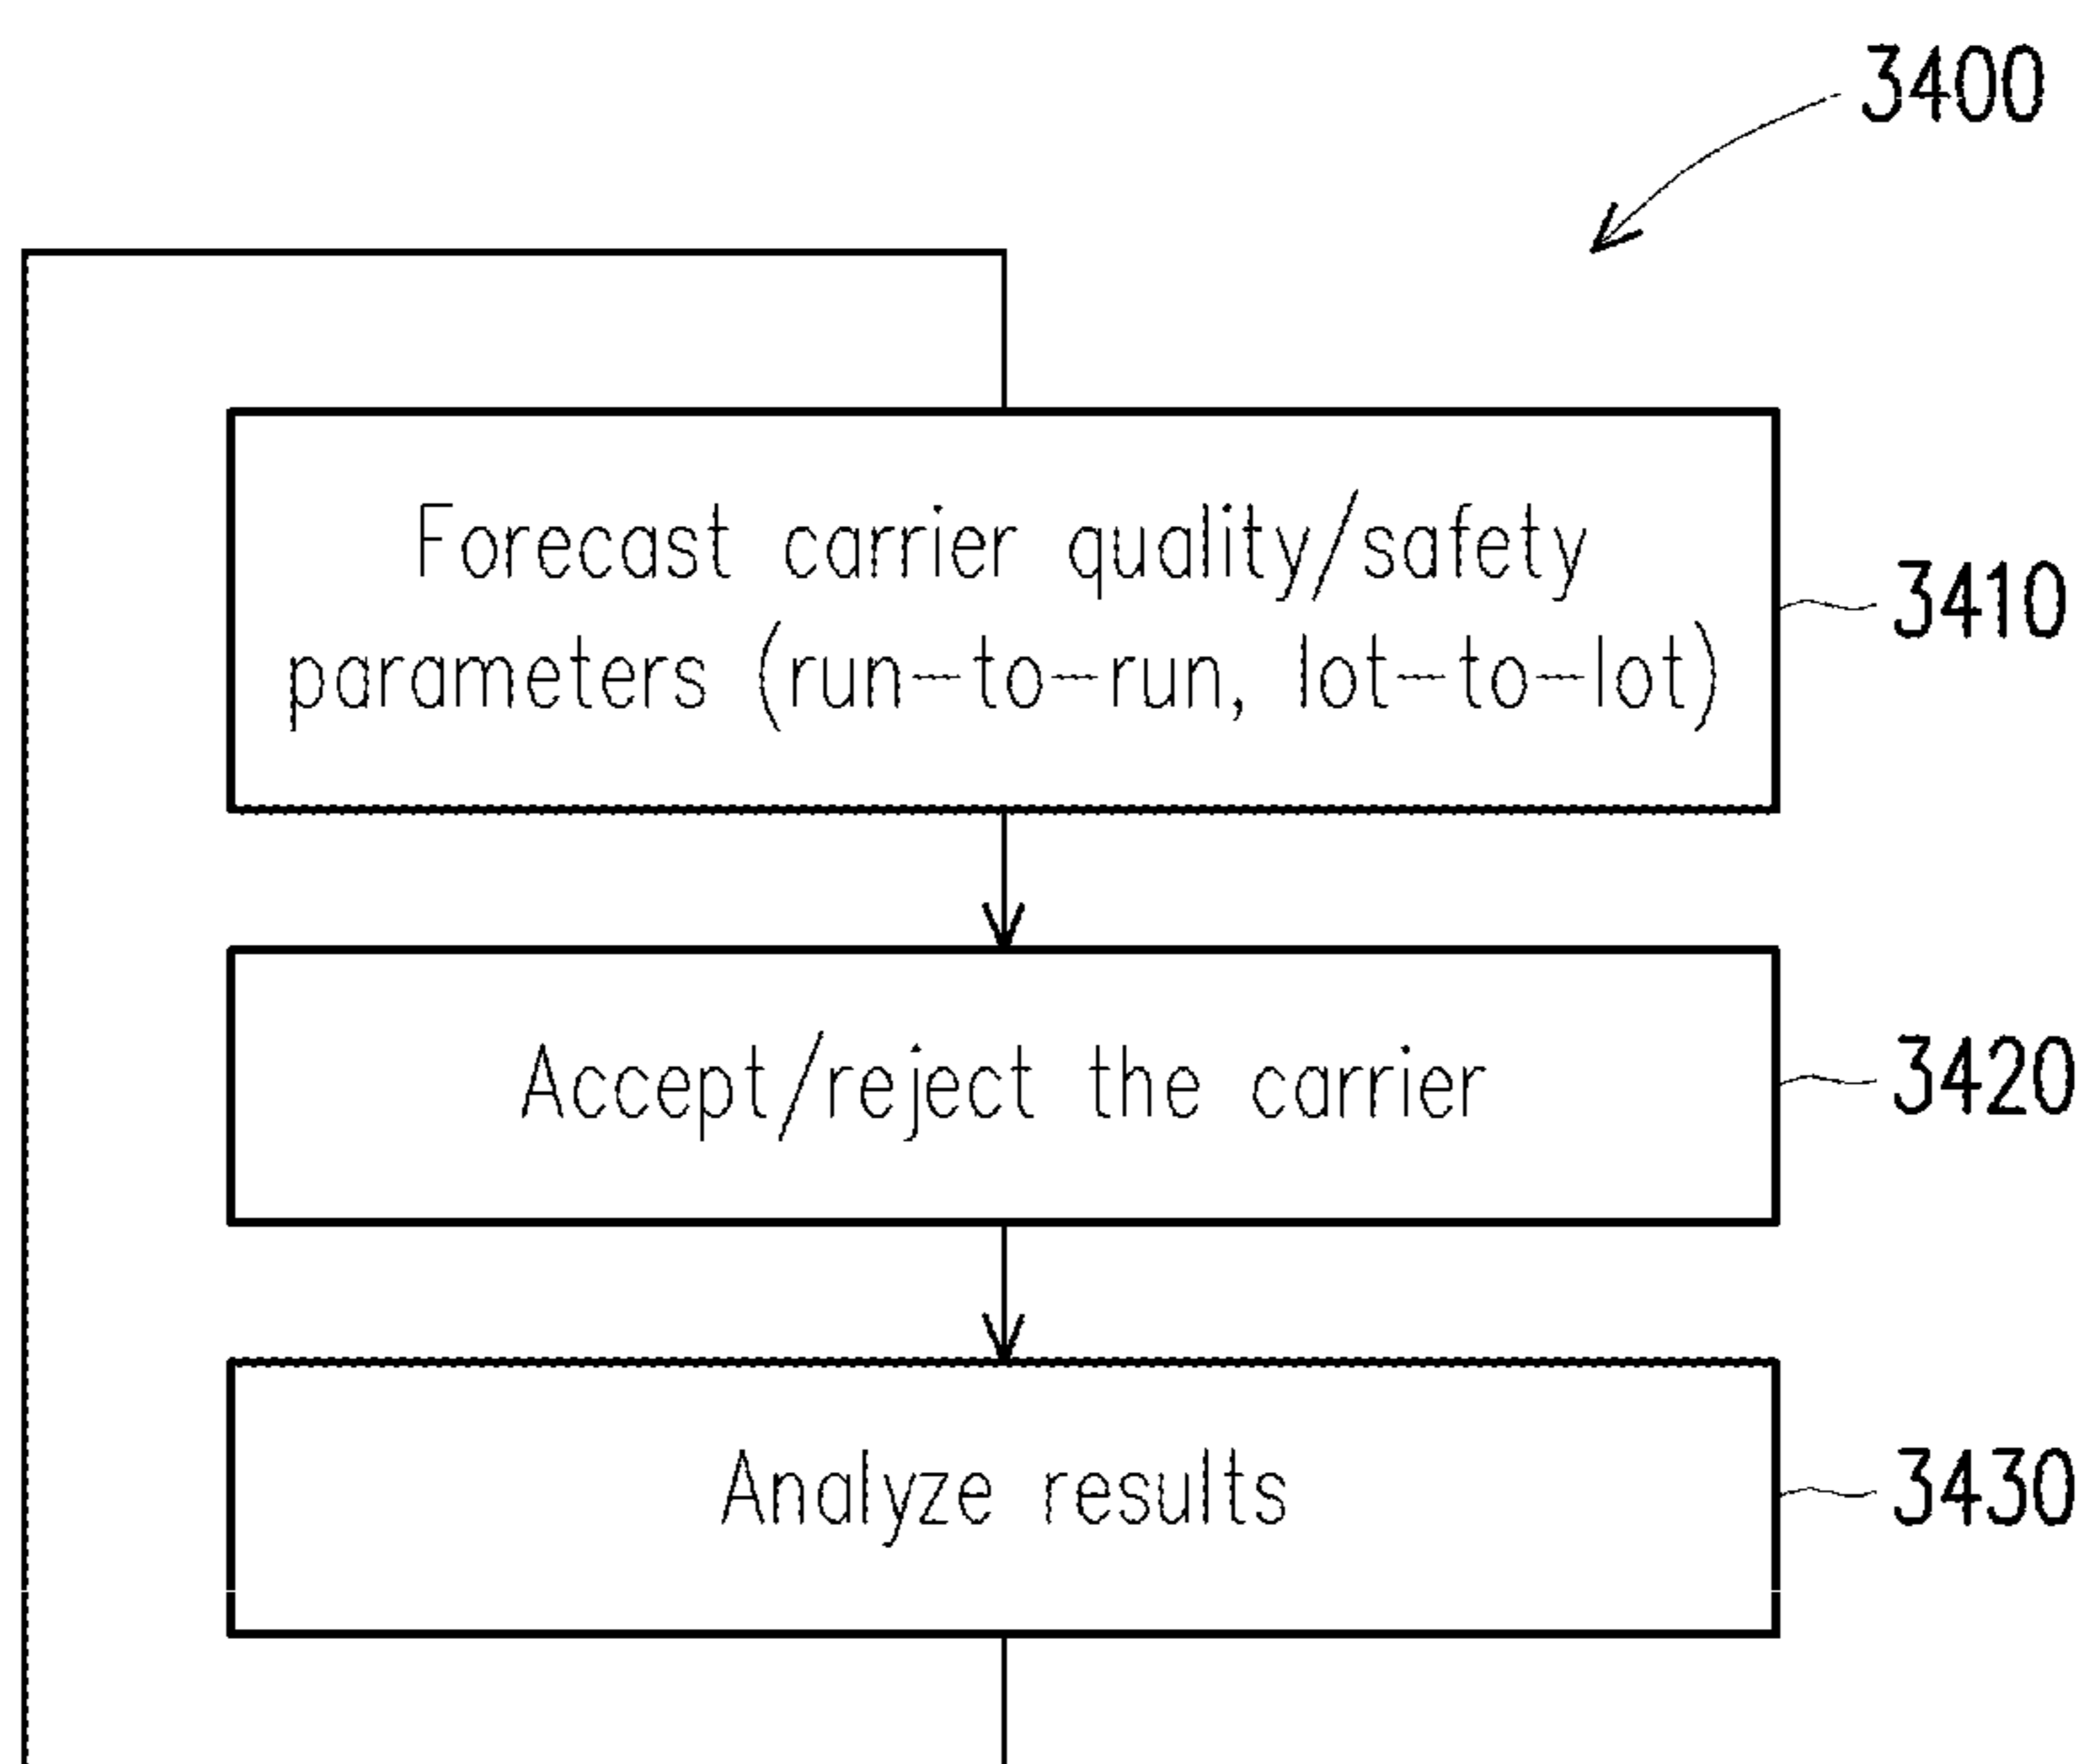 3400
Forecast carrier quality/safety
parameters (run-to-run, lot-to-lot)
3410
Accept/reject the carrier
3420
Analyze results
3430